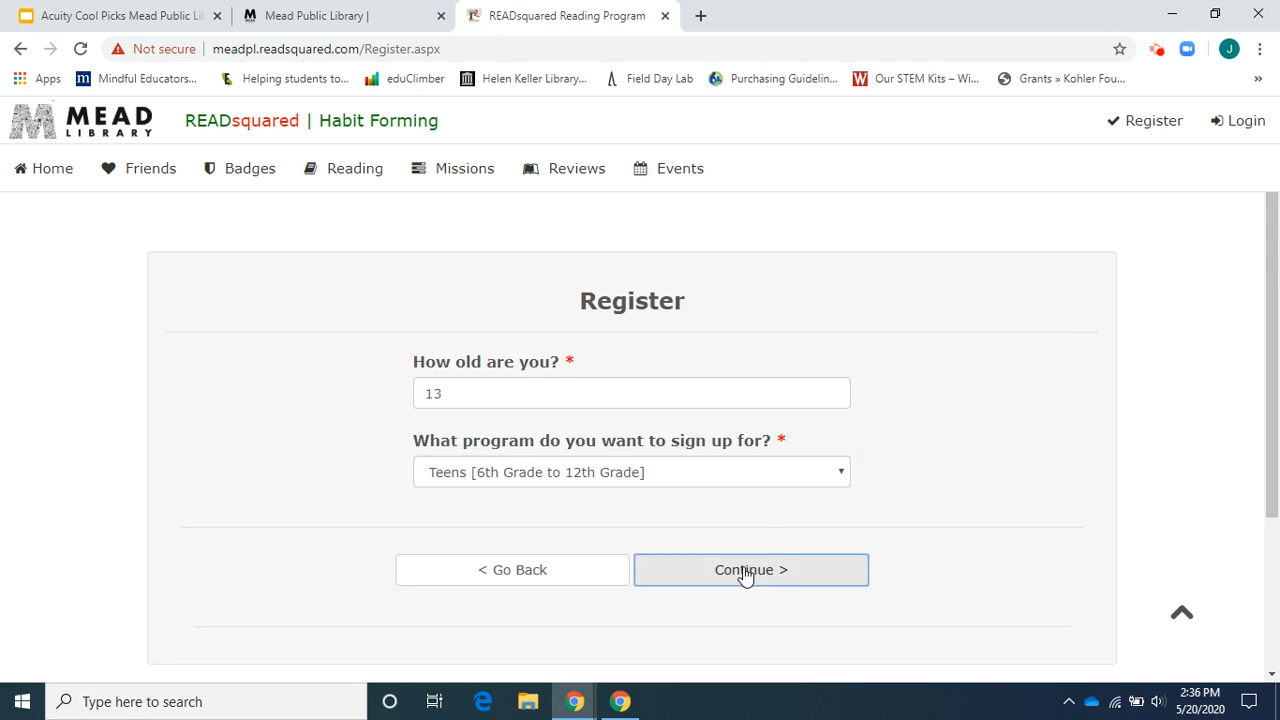 Acuity Cool Picks Mead Public Li
Mead Public Library |
READsquared Reading Program
Not secure
meadpl.readsquared.com/Register.aspx
J
Apps
Mindful Educators...
Helping students to...
eduClimber
Helen Keller Library...
Field Day Lab
Purchasing Guidelin...
Our STEM Kits – Wi...
Grants » Kohler Fou...
»
MEAD
LIBRARY
READsquared | Habit Forming
Register
Login
Home
Friends
Badges
Reading
Missions
Reviews
Events
Register
How old are you? *
13
What program do you want to sign up for? *
Teens [6th Grade to 12th Grade]
< Go Back
Continue >
Type here to search
2:36 PM
5/20/2020